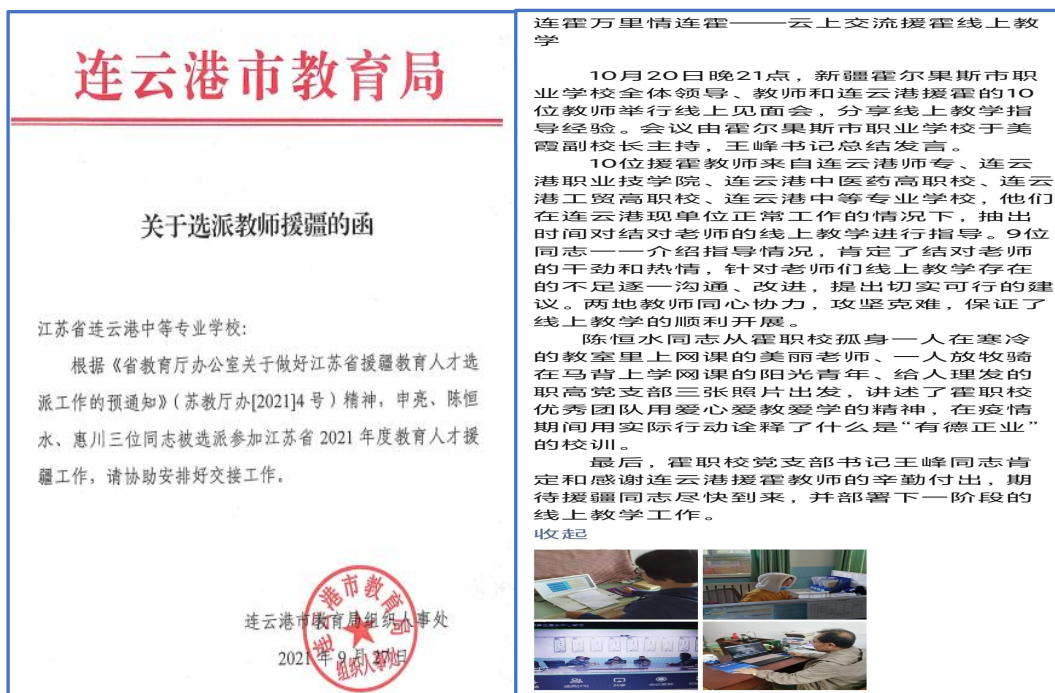 连云港市教育局
关于选派教师援疆的函
江苏省连云港中等专业学校:
根据《省教育厅办公室关于做好江苏省援疆教育人才选
派工作的预通知》(苏教厅办[2021]4 号)精神,申亮、陈恒
水、惠川三位同志被选派参加江苏省 2021 年度教育人才援
疆工作,请协助安排好交接工作。
连云港市教育局组织人事处
2021 年 9 月 27 日
连云港市教育局
组织人事处
连霍万里情连霍——云上交流援霍线上教
学
10月20日晚21点,新疆霍尔果斯市职
业学校全体领导、教师和连云港援霍的10
位教师举行线上见面会,分享线上教学指
导经验。会议由霍尔果斯市职业学校于美
霞副校长主持,王峰书记总结发言。
10位援霍教师来自连云港师专、连云
港职业技学院、连云港中医药高职校、连云
港工贸高职校、连云港中等专业学校,他们
在连云港现单位正常工作的情况下,抽出
时间对结对老师的线上教学进行指导。9位
同志一一介绍指导情况,肯定了结对老师
的干劲和热情,针对老师们线上教学存在
的不足逐一沟通、改进,提出切实可行的建
议。两地教师同心协力,攻坚克难,保证了
线上教学的顺利开展。
陈恒水同志从霍职校孤身一人在寒冷
的教室里上网课的美丽老师、一人放牧骑
在马背上学网课的阳光青年、给人理发的
职高党支部三张照片出发,讲述了霍职校
优秀团队用爱心爱教爱学的精神,在疫情
期间用实际行动诠释了什么是“有德正业”
的校训。
最后,霍职校党支部书记王峰同志肯
定和感谢连云港援霍教师的辛勤付出,期
待援疆同志尽快到来,并部署下一阶段的
线上教学工作。
收起